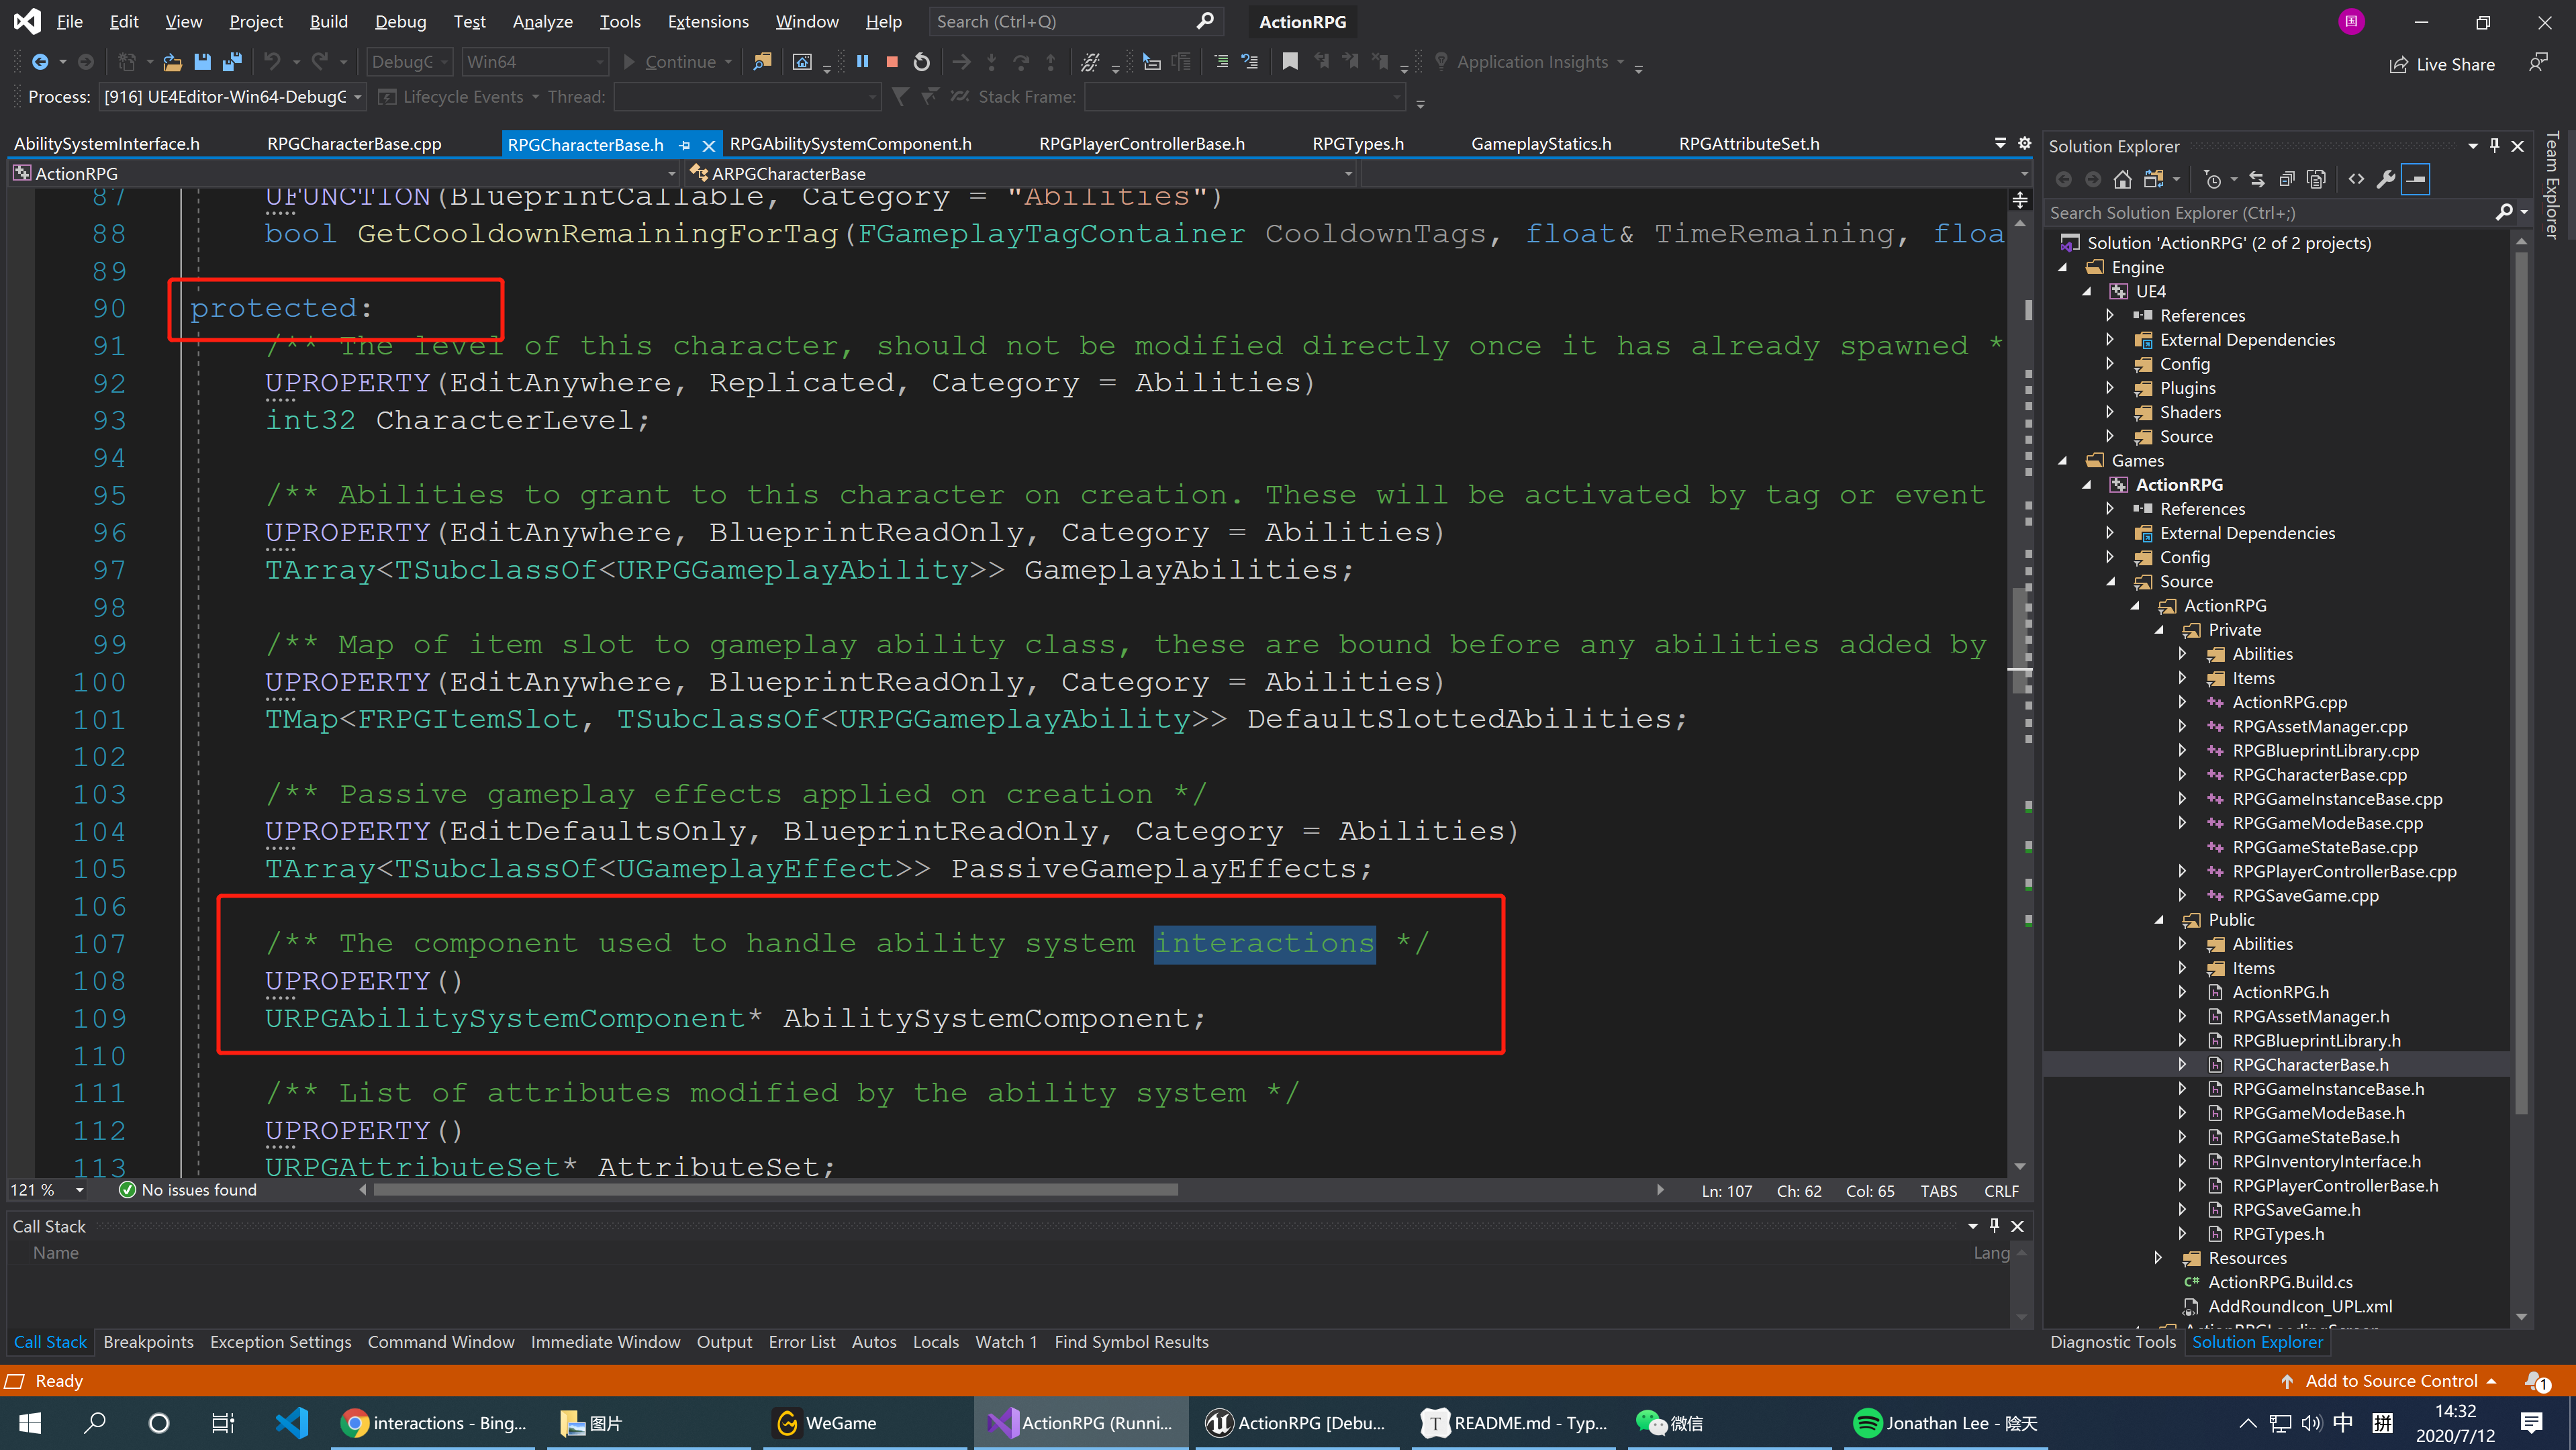 File Edit View Project Build Debug Test Analyze Tools Extensions Window Help Search (Ctrl+Q) ActionRPG 国
DebugG Win64 Continue Application Insights Live Share
Process: [916] UE4Editor-Win64-DebugG Lifecycle Events Thread: Stack Frame:
AbilitySystemInterface.h RPGCharacterBase.cpp RPGCharacterBase.h RPGAbilitySystemComponent.h RPGPlayerControllerBase.h RPGTypes.h GameplayStatics.h RPGAttributeSet.h
ActionRPG ARPGCharacterBase
87 UFUNCTION(BlueprintCallable, Category = "Abilities")
88 bool GetCooldownRemainingForTag(FGameplayTagContainer CooldownTags, float& TimeRemaining, floa
89
90 protected:
91 /** The level of this character, should not be modified directly once it has already spawned *
92 UPROPERTY(EditAnywhere, Replicated, Category = Abilities)
93 int32 CharacterLevel;
94
95 /** Abilities to grant to this character on creation. These will be activated by tag or event
96 UPROPERTY(EditAnywhere, BlueprintReadOnly, Category = Abilities)
97 TArray<TSubclassOf<URPGGameplayAbility>> GameplayAbilities;
98
99 /** Map of item slot to gameplay ability class, these are bound before any abilities added by
100 UPROPERTY(EditAnywhere, BlueprintReadOnly, Category = Abilities)
101 TMap<FRPGItemSlot, TSubclassOf<URPGGameplayAbility>> DefaultSlottedAbilities;
102
103 /** Passive gameplay effects applied on creation */
104 UPROPERTY(EditDefaultsOnly, BlueprintReadOnly, Category = Abilities)
105 TArray<TSubclassOf<UGameplayEffect>> PassiveGameplayEffects;
106
107 /** The component used to handle ability system interactions */
108 UPROPERTY()
109 URPGAbilitySystemComponent* AbilitySystemComponent;
110
111 /** List of attributes modified by the ability system */
112 UPROPERTY()
113 URPGAttributeSet* AttributeSet;
121 % No issues found Ln: 107 Ch: 62 Col: 65 TABS CRLF
Call Stack
Name Lang
Call Stack Breakpoints Exception Settings Command Window Immediate Window Output Error List Autos Locals Watch 1 Find Symbol Results
Solution Explorer
Search Solution Explorer (Ctrl+;)
Solution 'ActionRPG' (2 of 2 projects)
Engine
UE4
References
External Dependencies
Config
Plugins
Shaders
Source
Games
ActionRPG
References
External Dependencies
Config
Source
ActionRPG
Private
Abilities
Items
ActionRPG.cpp
RPGAssetManager.cpp
RPGBlueprintLibrary.cpp
RPGCharacterBase.cpp
RPGGameInstanceBase.cpp
RPGGameModeBase.cpp
RPGGameStateBase.cpp
RPGPlayerControllerBase.cpp
RPGSaveGame.cpp
Public
Abilities
Items
ActionRPG.h
RPGAssetManager.h
RPGBlueprintLibrary.h
RPGCharacterBase.h
RPGGameInstanceBase.h
RPGGameModeBase.h
RPGGameStateBase.h
RPGInventoryInterface.h
RPGPlayerControllerBase.h
RPGSaveGame.h
RPGTypes.h
Resources
ActionRPG.Build.cs
AddRoundIcon_UPL.xml
ActionRPGLoadingScreen
Diagnostic Tools Solution Explorer
Team Explorer
Ready Add to Source Control 1
interactions - Bing... 图片 WeGame ActionRPG (Runni... ActionRPG [Debu... README.md - Typ... 微信 Jonathan Lee - 陰天 中 拼 14:32
2020/7/12